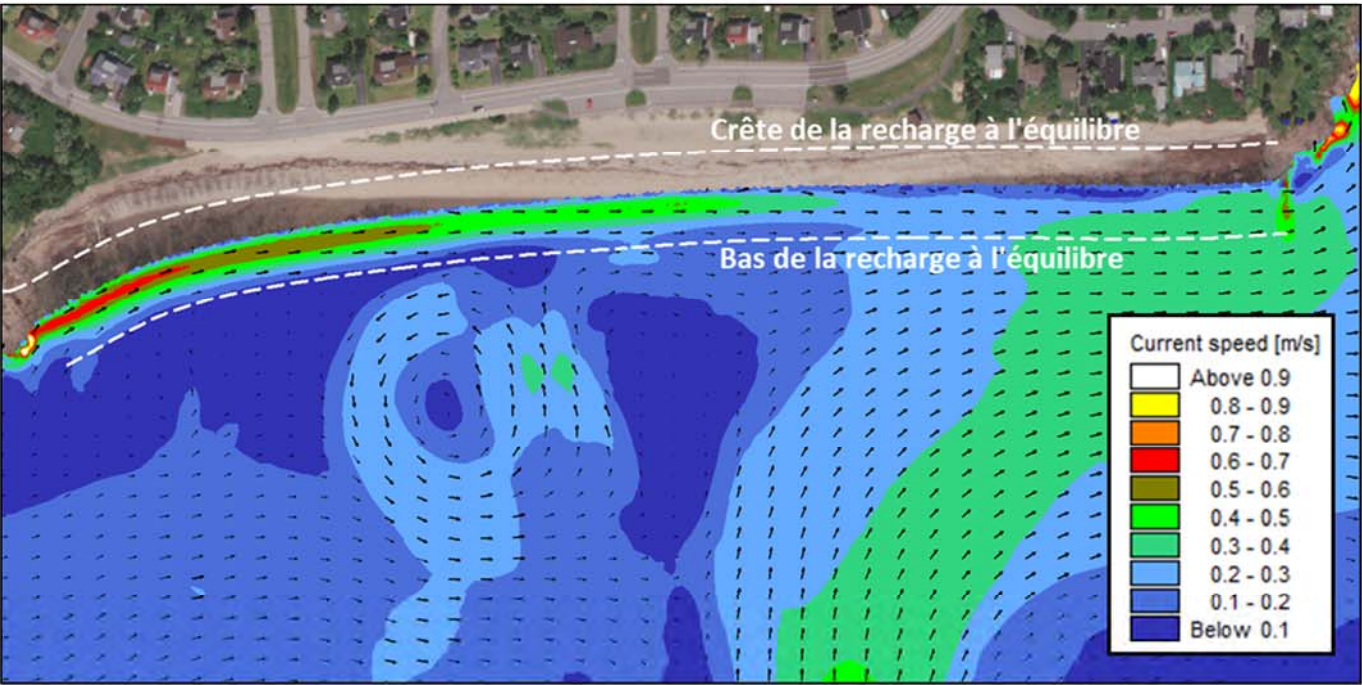 Crête de la recharge à l'équilibre
Bas de la recharge à l'équilibre
Current speed [m/s]
Above 0.9
0.8 - 0.9
0.7 - 0.8
0.6 - 0.7
0.5 - 0.6
0.4 - 0.5
0.3 - 0.4
0.2 - 0.3
0.1 - 0.2
Below 0.1